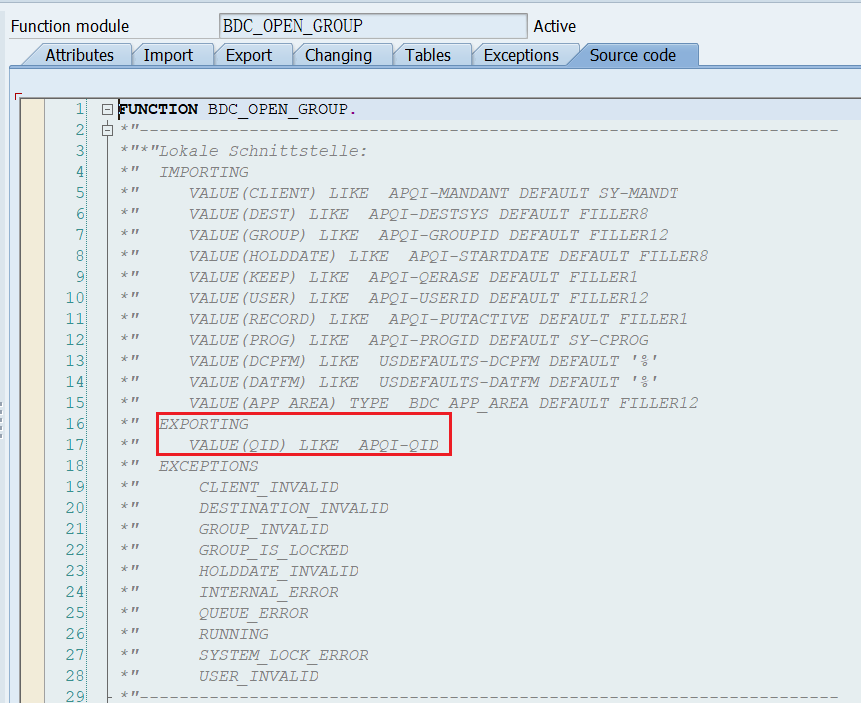 Function module BDC_OPEN_GROUP Active
Attributes Import Export Changing Tables Exceptions Source code
1 FUNCTION BDC_OPEN_GROUP.
2 *"----------------------------------------------------------------------
3 *"*"Lokale Schnittstelle:
4 *" IMPORTING
5 *" VALUE(CLIENT) LIKE APQI-MANDANT DEFAULT SY-MANDT
6 *" VALUE(DEST) LIKE APQI-DESTSYS DEFAULT FILLER8
7 *" VALUE(GROUP) LIKE APQI-GROUPID DEFAULT FILLER12
8 *" VALUE(HOLDDATE) LIKE APQI-STARTDATE DEFAULT FILLER8
9 *" VALUE(KEEP) LIKE APQI-QERASE DEFAULT FILLER1
10 *" VALUE(USER) LIKE APQI-USERID DEFAULT FILLER12
11 *" VALUE(RECORD) LIKE APQI-PUTACTIVE DEFAULT FILLER1
12 *" VALUE(PROG) LIKE APQI-PROGID DEFAULT SY-CPROG
13 *" VALUE(DCPFM) LIKE USDEFAULTS-DCPFM DEFAULT '%'
14 *" VALUE(DATFM) LIKE USDEFAULTS-DATFM DEFAULT '%'
15 *" VALUE(APP_AREA) TYPE BDC_APP_AREA DEFAULT FILLER12
16 *" EXPORTING
17 *" VALUE(QID) LIKE APQI-QID
18 *" EXCEPTIONS
19 *" CLIENT_INVALID
20 *" DESTINATION_INVALID
21 *" GROUP_INVALID
22 *" GROUP_IS_LOCKED
23 *" HOLDDATE_INVALID
24 *" INTERNAL_ERROR
25 *" QUEUE_ERROR
26 *" RUNNING
27 *" SYSTEM_LOCK_ERROR
28 *" USER_INVALID
29 *"----------------------------------------------------------------------